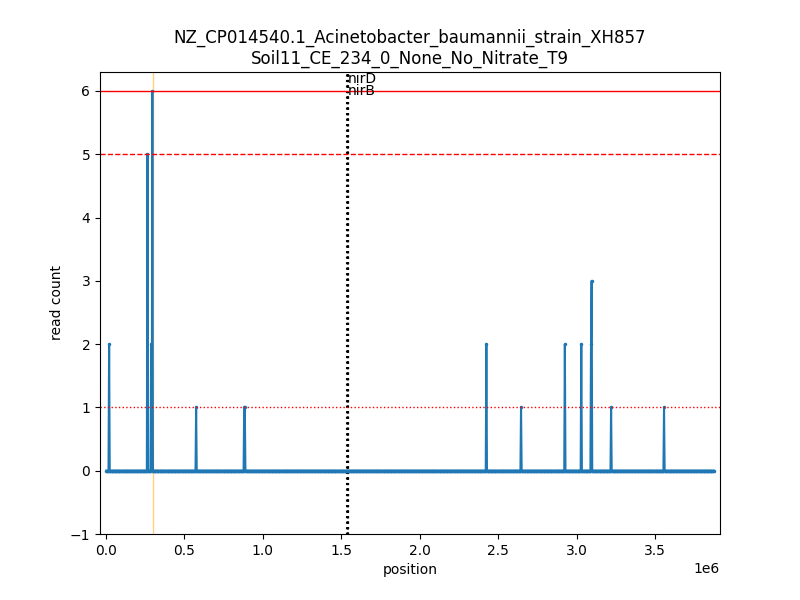 NZ_CP014540.1_Acinetobacter_baumannii_strain_XH857
Soil11_CE_234_0_None_No_Nitrate_T9
nirD
nirB
6
5
4
3
2
1
0
−1
read count
0.0 0.5 1.0 1.5 2.0 2.5 3.0 3.5
1e6
position